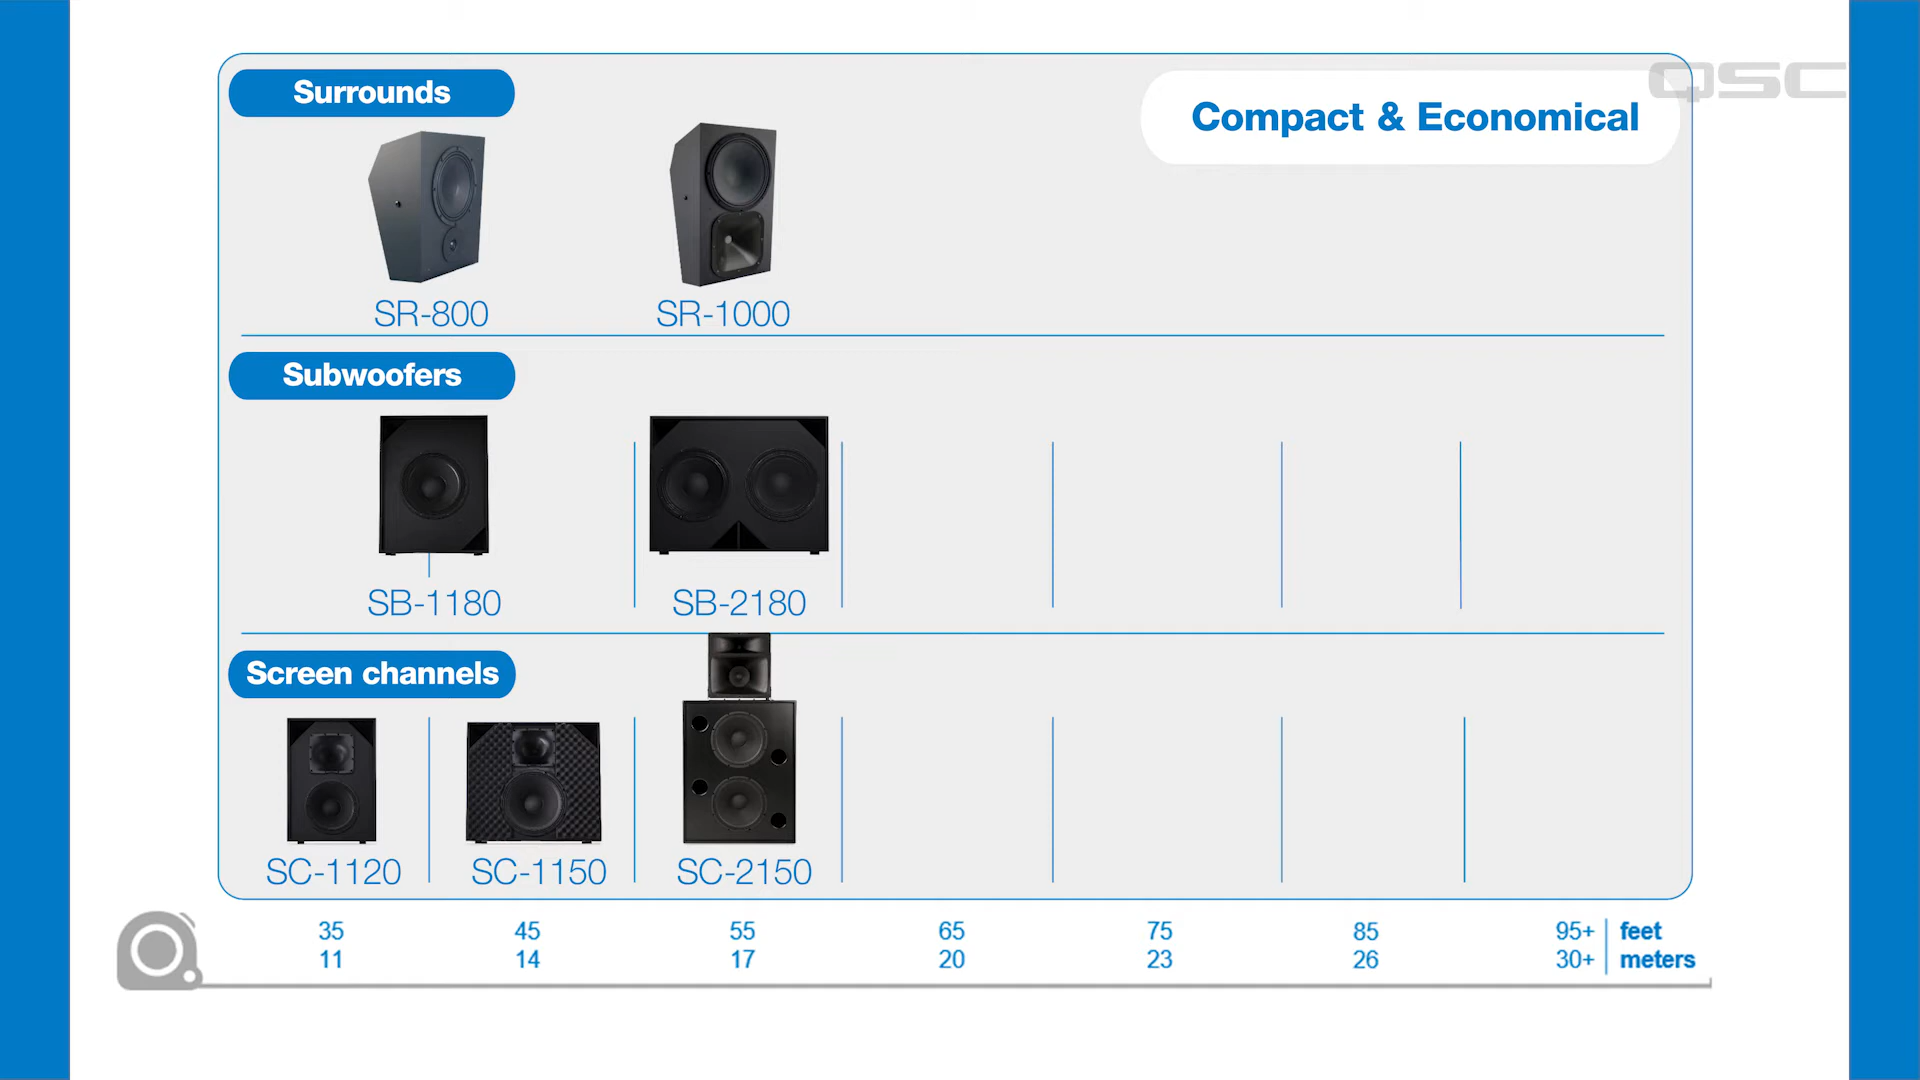 QSC
Surrounds
Compact & Economical
SR-800
SR-1000
Subwoofers
SB-1180
SB-2180
Screen channels
SC-1120
SC-1150
SC-2150
35 45 55 65 75 85 95+ feet
11 14 17 20 23 26 30+ meters